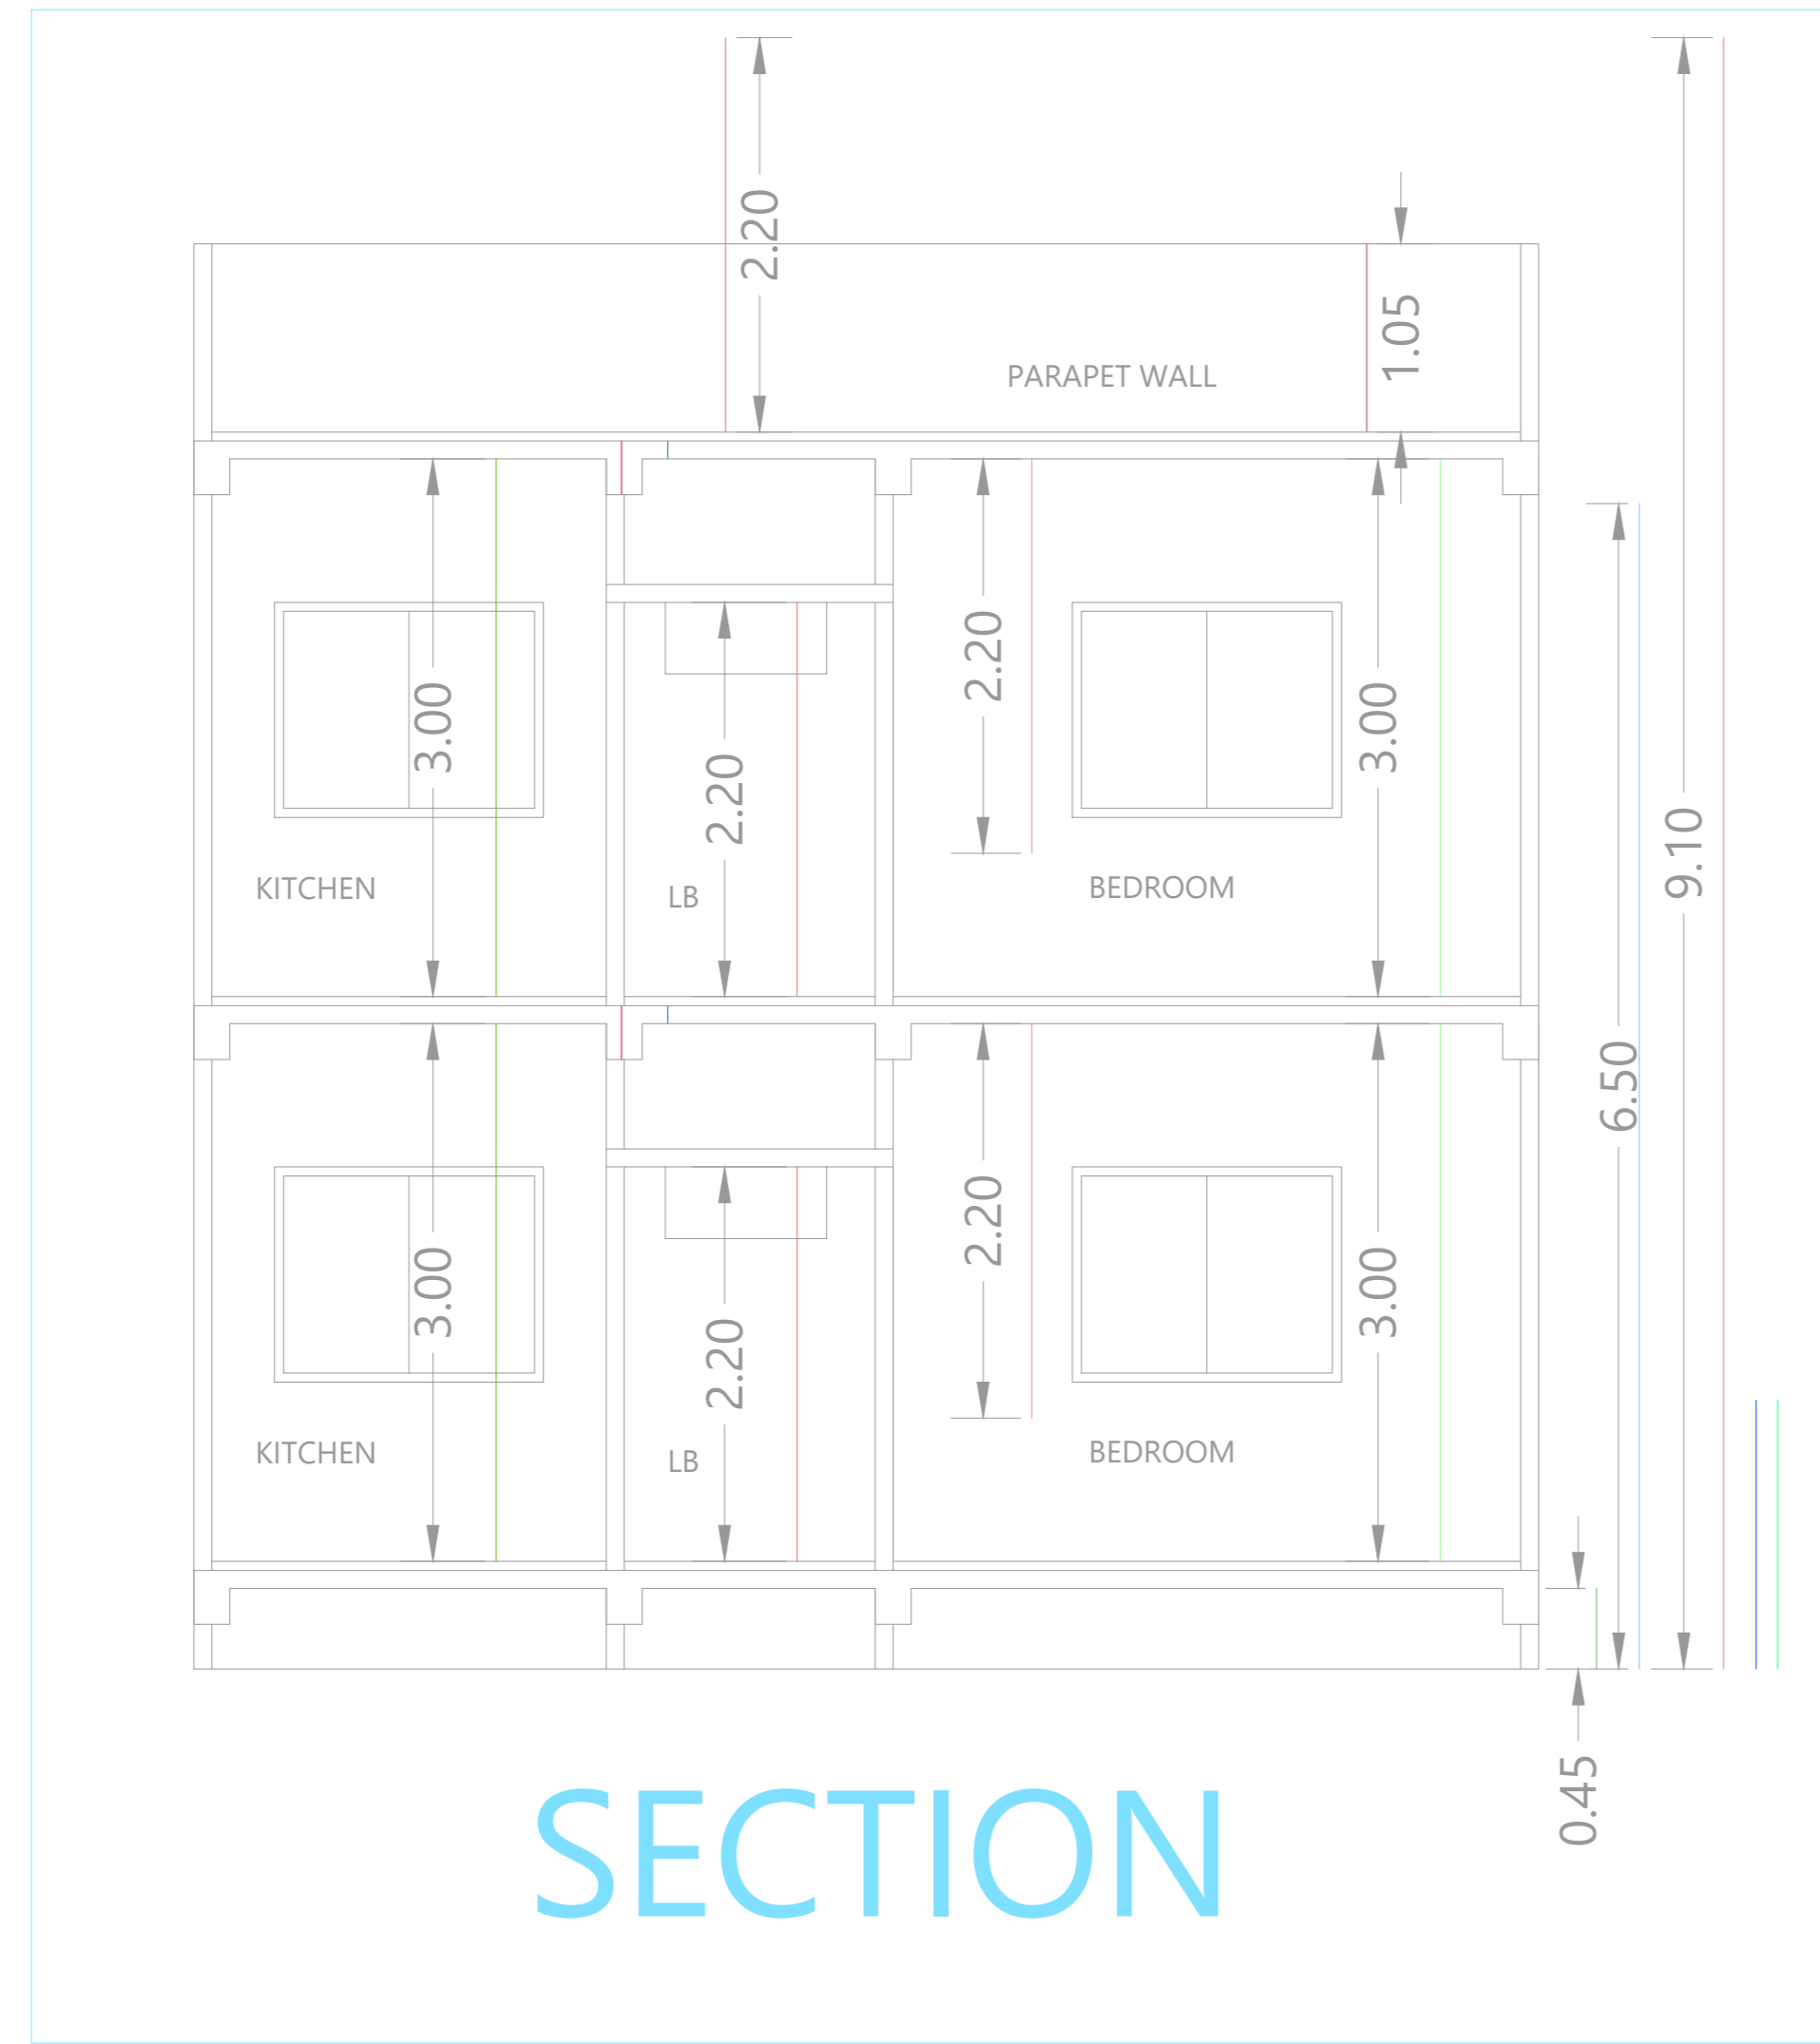 2.20
1.05
PARAPET WALL
3.00
2.20
2.20
3.00
9.10
KITCHEN
LB
BEDROOM
6.50
3.00
2.20
2.20
3.00
KITCHEN
LB
BEDROOM
0.45
SECTION